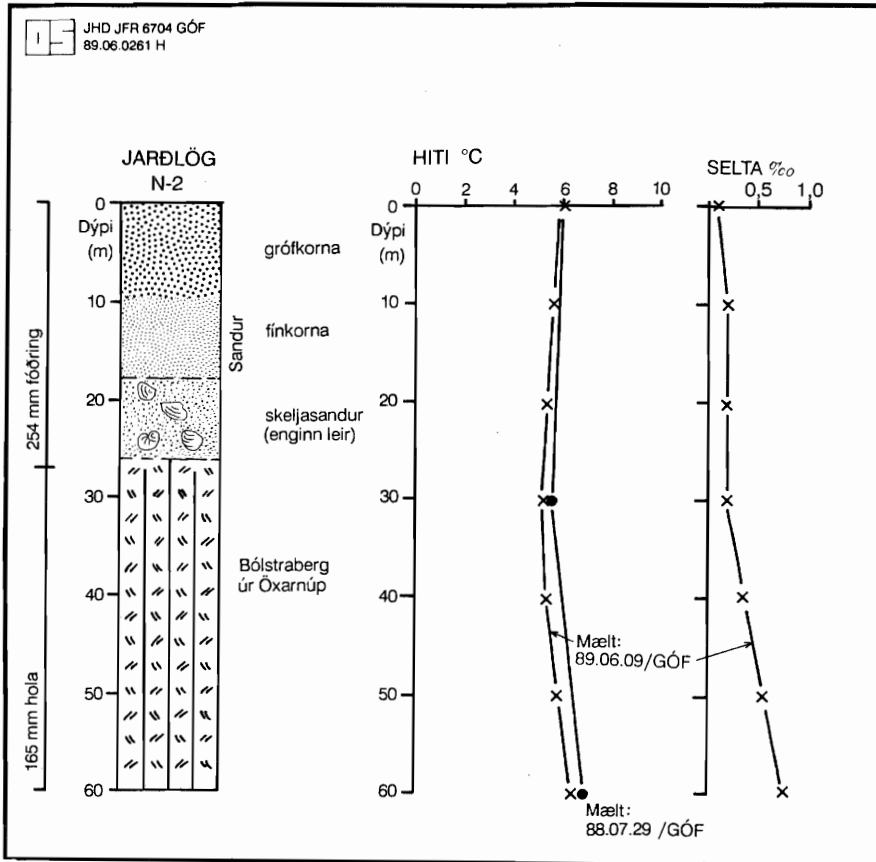 OS
JHD JFR 6704 GÓF
89.06.0261 H
JARÐLÖG
N-2
0
Dýpi
(m)
10
20
30
40
50
60
254 mm fóðring
165 mm hola
Sandur
grófkorna
fínkorna
skeljasandur
(enginn leir)
Bólstraberg
úr Öxarnúp
HITI °C
0 2 4 6 8 10
0
Dýpi
(m)
10
20
30
40
50
60
Mælt:
89.06.09/GÓF
Mælt:
88.07.29 /GÓF
SELTA ‰
0,5 1,0